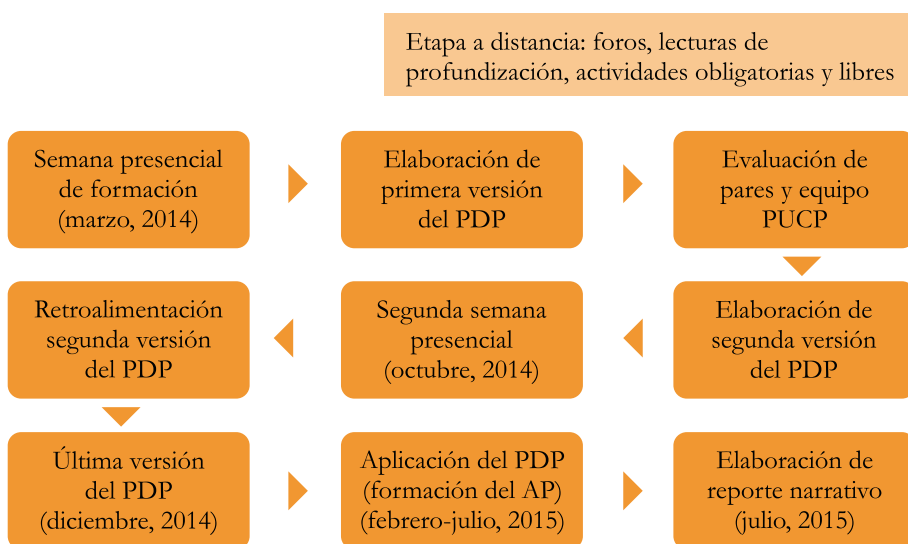 Etapa a distancia: foros, lecturas de
profundización, actividades obligatorias y libres
Semana presencial
de formación
(marzo, 2014)
Elaboración de
primera versión
del PDP
Evaluación de
pares y equipo
PUCP
Elaboración de
segunda versión
del PDP
Segunda semana
presencial
(octubre, 2014)
Retroalimentación
segunda versión
del PDP
Última versión
del PDP
(diciembre, 2014)
Aplicación del PDP
(formación del AP)
(febrero-julio, 2015)
Elaboración de
reporte narrativo
(julio, 2015)